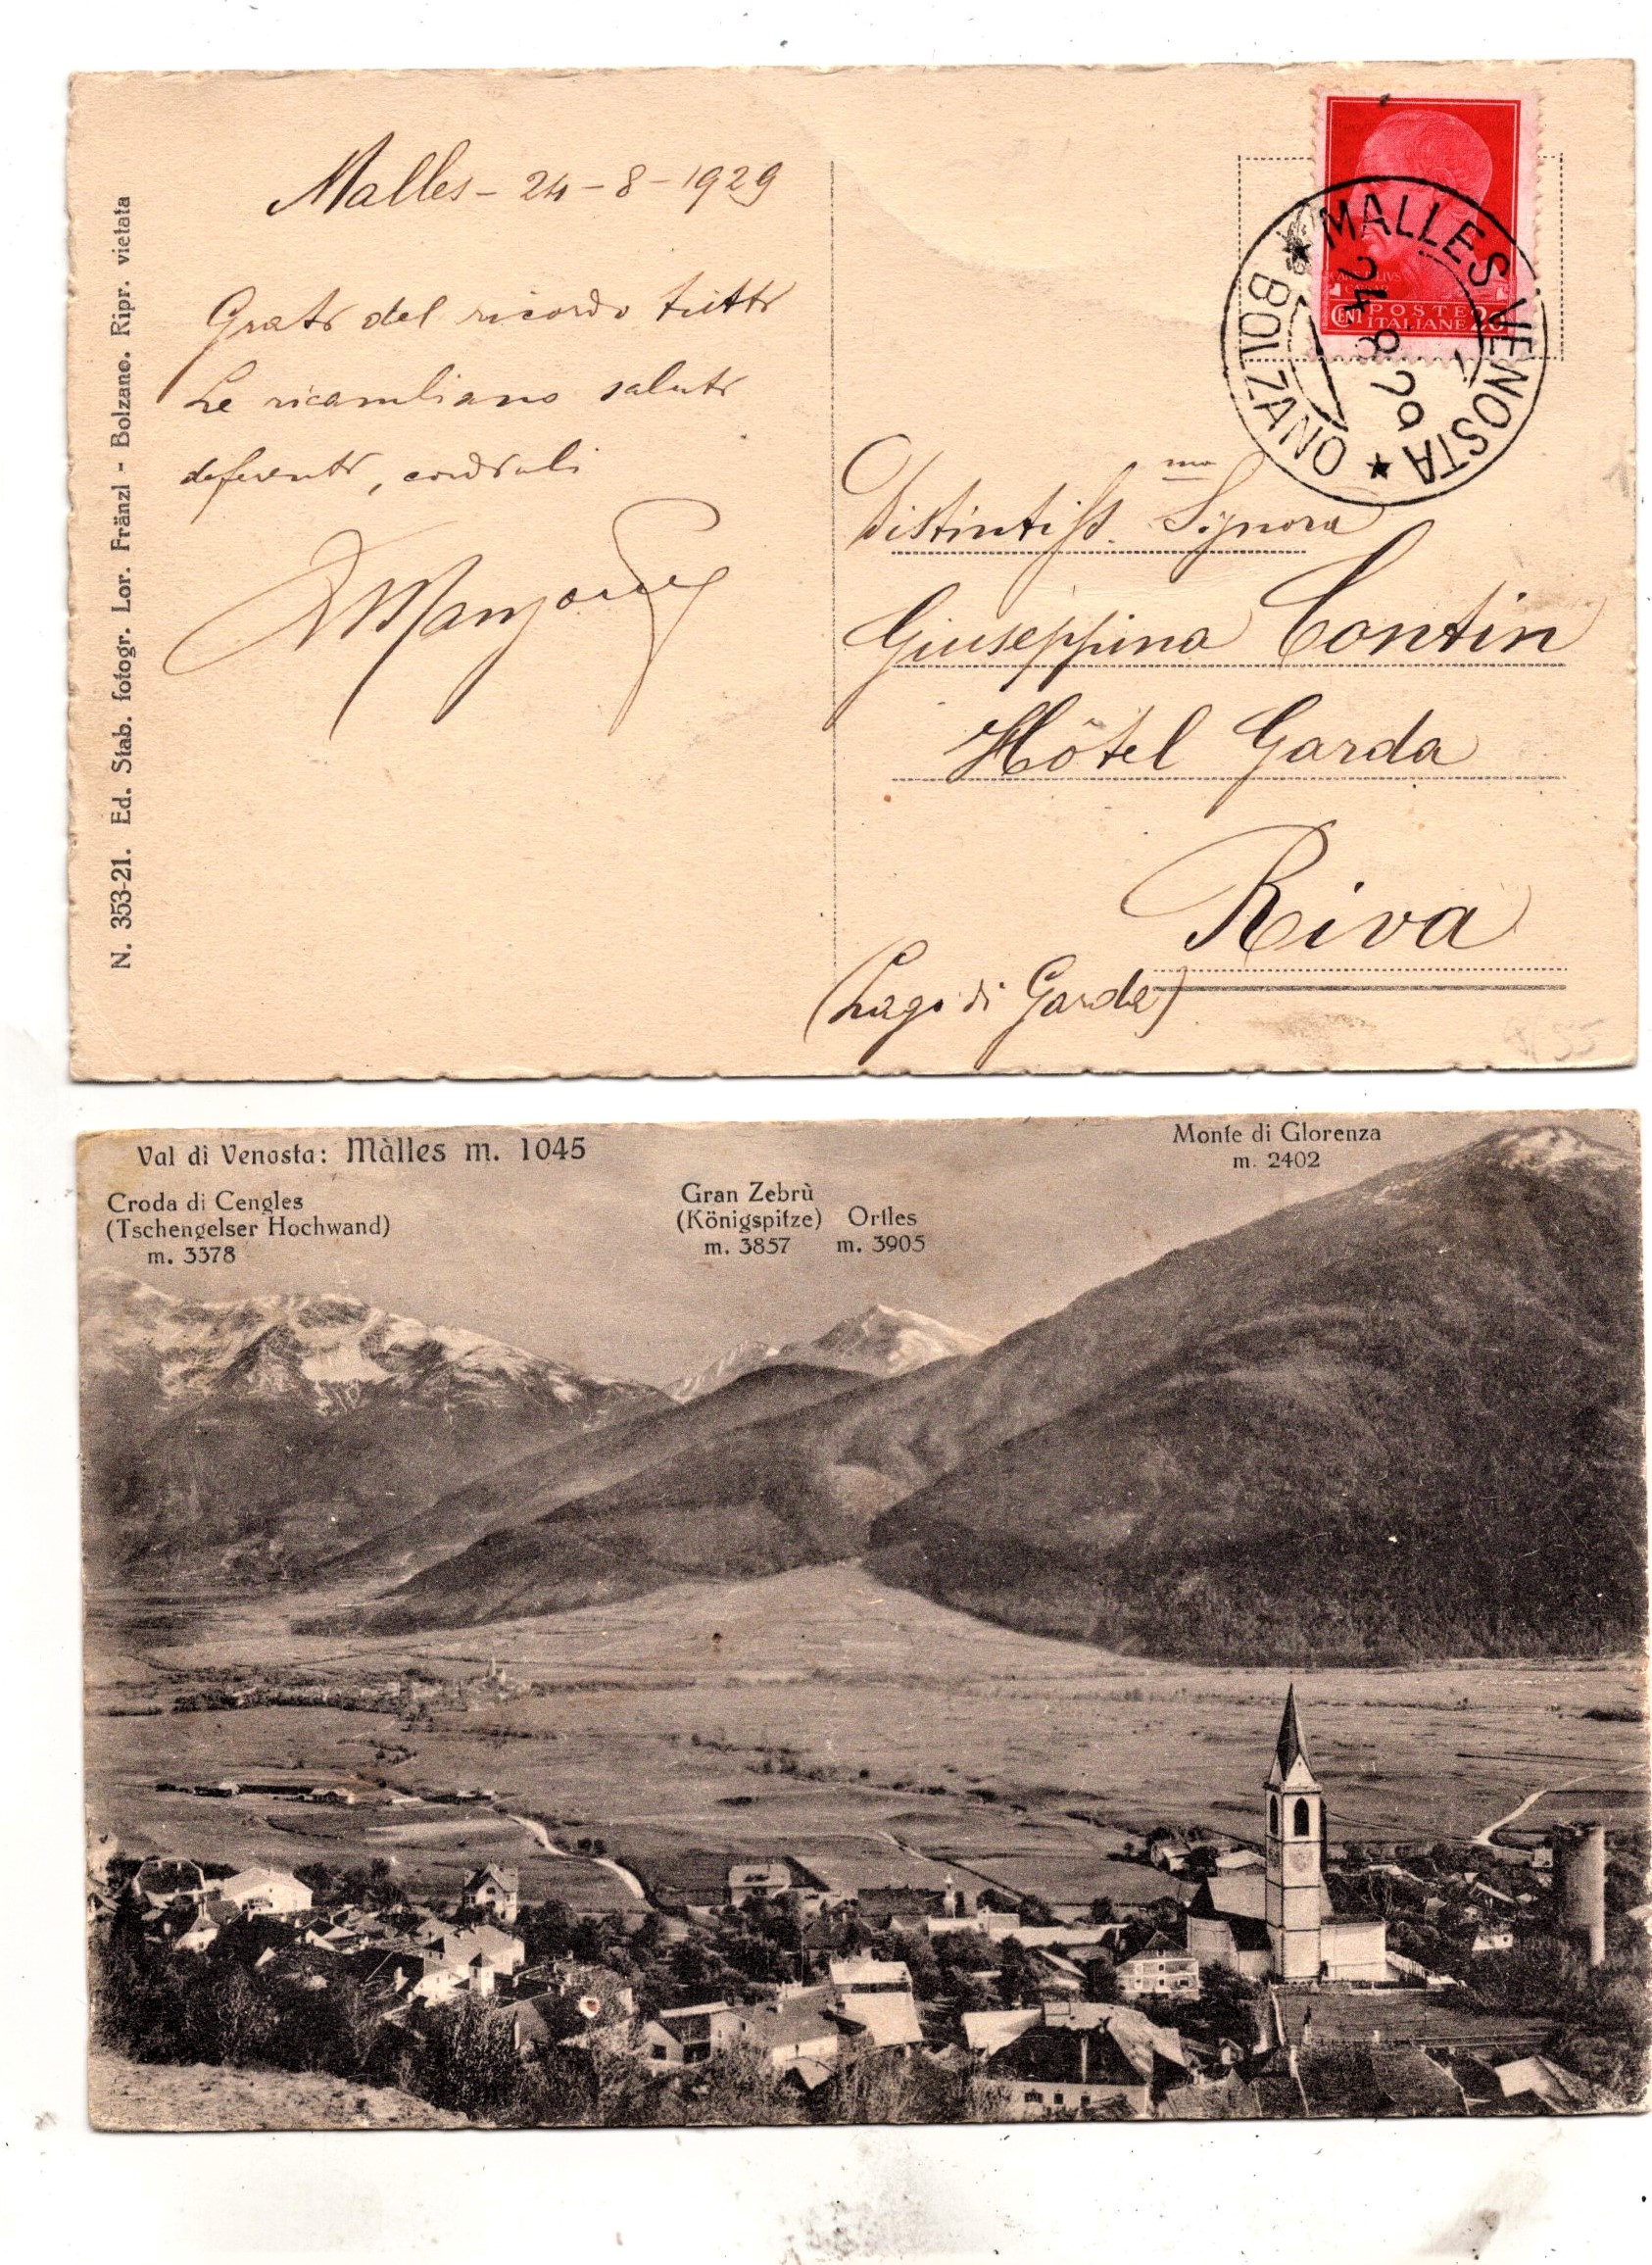 Malles - 24 - 8 - 1929
Grati del ricordo tutti
Le ricambiano saluti
deferenti, cordiali
N. 353-21. Ed. Stab. fotogr. Lor. Fränzl - Bolzano. Ripr. vietata
POSTE
ITALIANE
CENT 20
MALLES VENOSTA
BOLZANO
24 8 29
Distintiss.ma Signora
Giuseppina Contin
Hôtel Garda
Riva
(Lago di Garda)
Val di Venosta: Màlles m. 1045
Croda di Cengles
(Tschengelser Hochwand)
m. 3378
Gran Zebrù
(Königspitze)
m. 3857
Ortles
m. 3905
Monte di Glorenza
m. 2402